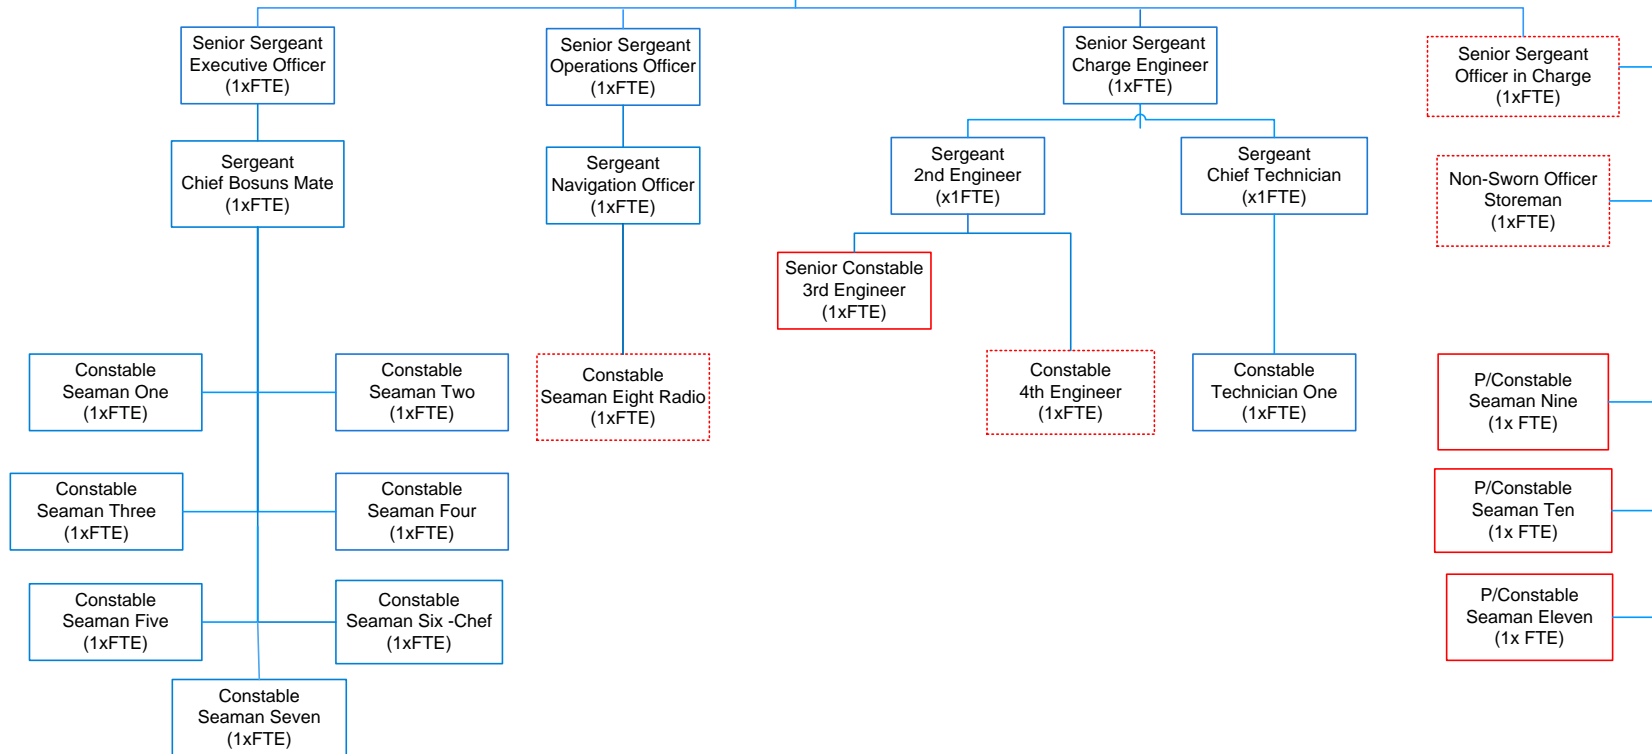 Senior Sergeant
Executive Officer
(1xFTE)
Senior Sergeant
Operations Officer
(1xFTE)
Senior Sergeant
Charge Engineer
(1xFTE)
Senior Sergeant
Officer in Charge
(1xFTE)
Sergeant
Chief Bosuns Mate
(1xFTE)
Sergeant
Navigation Officer
(1xFTE)
Sergeant
2nd Engineer
(x1FTE)
Sergeant
Chief Technician
(x1FTE)
Non-Sworn Officer
Storeman
(1xFTE)
Senior Constable
3rd Engineer
(1xFTE)
Constable
Seaman One
(1xFTE)
Constable
Seaman Two
(1xFTE)
Constable
Seaman Eight Radio
(1xFTE)
Constable
4th Engineer
(1xFTE)
Constable
Technician One
(1xFTE)
P/Constable
Seaman Nine
(1x FTE)
Constable
Seaman Three
(1xFTE)
Constable
Seaman Four
(1xFTE)
P/Constable
Seaman Ten
(1x FTE)
Constable
Seaman Five
(1xFTE)
Constable
Seaman Six -Chef
(1xFTE)
P/Constable
Seaman Eleven
(1x FTE)
Constable
Seaman Seven
(1xFTE)